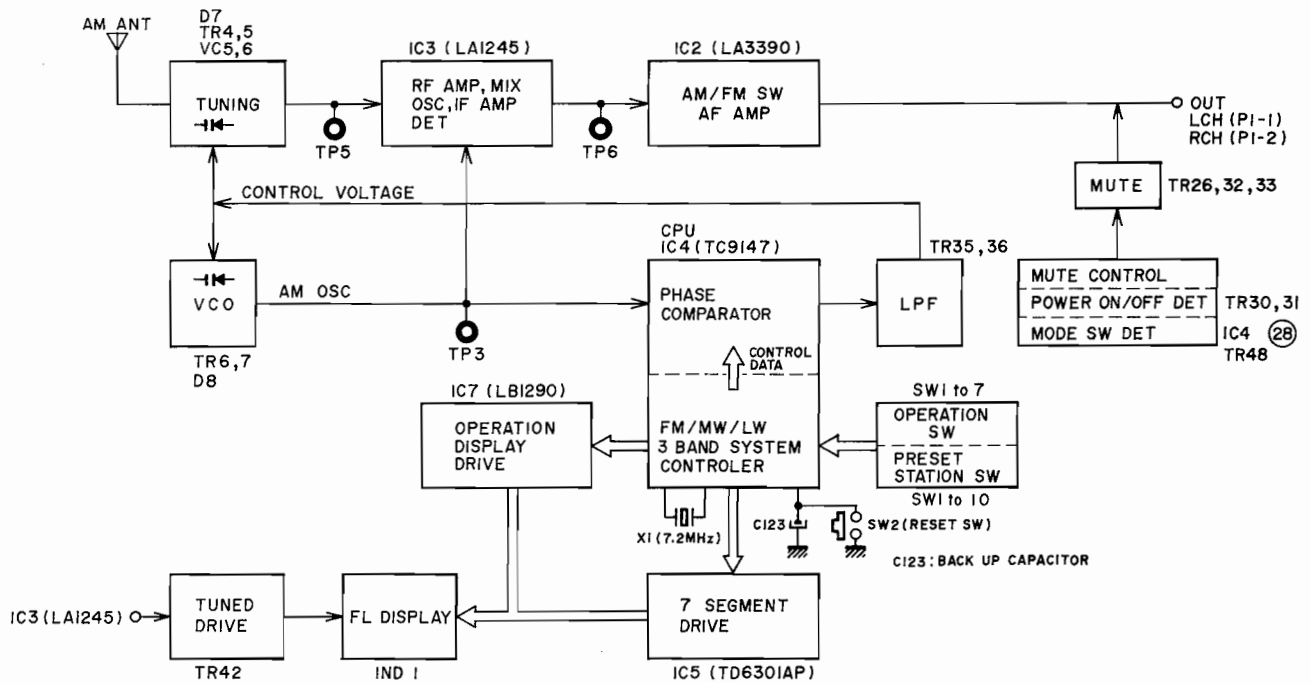 AM ANT
D7
TR4,5
VC5,6
TUNING
TP5
IC3 (LA1245)
RF AMP, MIX
OSC, IF AMP
DET
TP6
IC2 (LA3390)
AM/FM SW
AF AMP
OUT
LCH (P1-1)
RCH (P1-2)
MUTE
TR26,32,33
CONTROL VOLTAGE
VCO
TR6,7
D8
AM OSC
TP3
CPU
IC4 (TC9147)
PHASE
COMPARATOR
CONTROL
DATA
FM/MW/LW
3 BAND SYSTEM
CONTROLER
TR35,36
LPF
MUTE CONTROL
POWER ON/OFF DET
MODE SW DET
TR30,31
IC4 28
TR48
IC7 (LB1290)
OPERATION
DISPLAY
DRIVE
SW1 to 7
OPERATION
SW
PRESET
STATION SW
SW1 to 10
X1 (7.2MHz)
C123
SW2 (RESET SW)
C123: BACK UP CAPACITOR
IC3 (LA1245)
TUNED
DRIVE
TR42
FL DISPLAY
IND 1
7 SEGMENT
DRIVE
IC5 (TD6301AP)